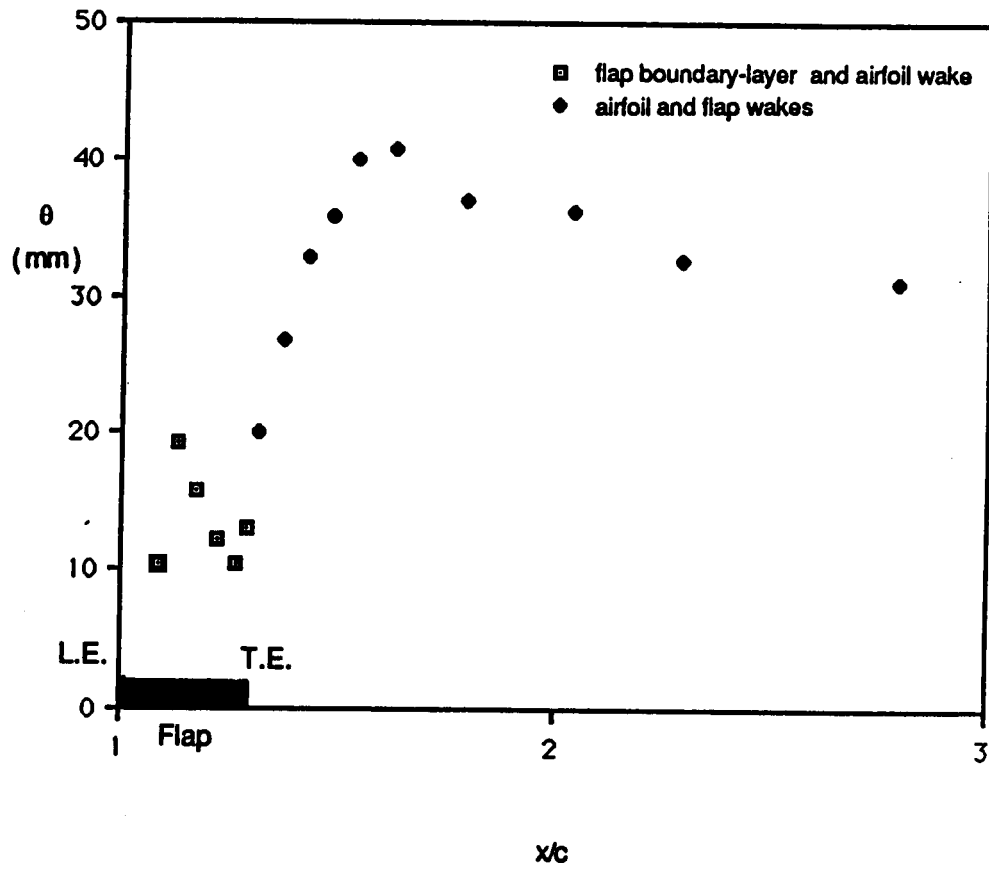 50
flap boundary-layer and airfoil wake
airfoil and flap wakes
40
θ
(mm)
30
20
10
L.E.
T.E.
0
Flap
1
2
3
x/c